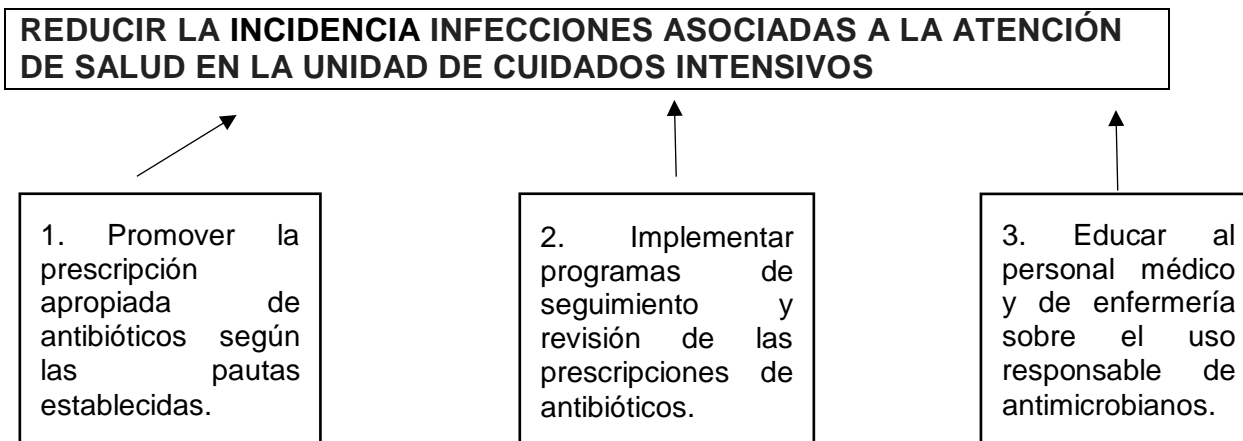 REDUCIR LA INCIDENCIA INFECCIONES ASOCIADAS A LA ATENCIÓN
DE SALUD EN LA UNIDAD DE CUIDADOS INTENSIVOS
1. Promover la
prescripción
apropiada de
antibióticos según
las pautas
establecidas.
2. Implementar
programas de
seguimiento y
revisión de las
prescripciones de
antibióticos.
3. Educar al
personal médico
y de enfermería
sobre el uso
responsable de
antimicrobianos.